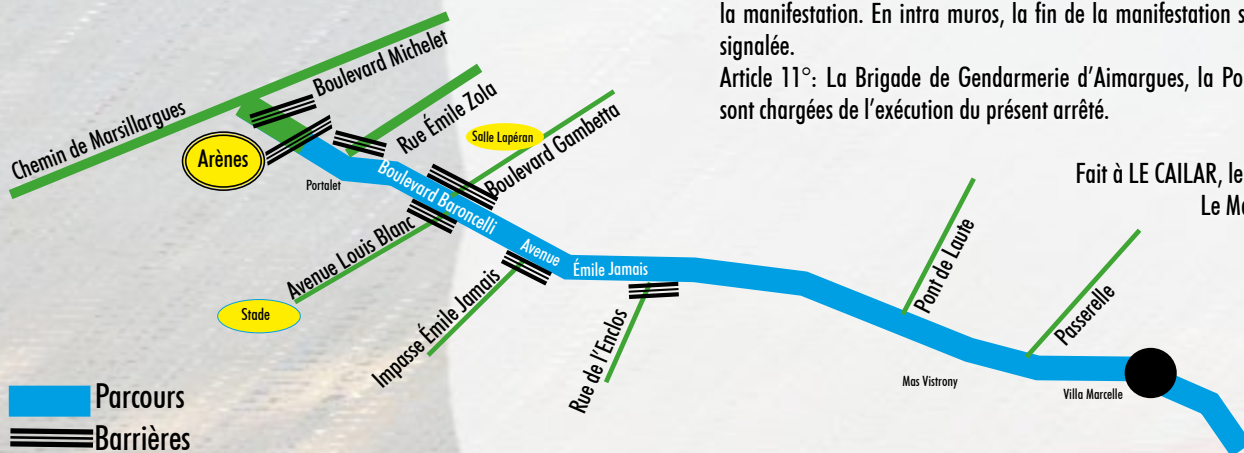 la manifestation. En intra muros, la fin de la manifestation s
signalée.
Article 11°: La Brigade de Gendarmerie d'Aimargues, la Po
sont chargées de l'exécution du présent arrêté.
Fait à LE CAILAR, le
Le Ma
Chemin de Marsillargues
Boulevard Michelet
Arènes
Portalet
Rue Émile Zola
Salle Lapéran
Boulevard Gambetta
Boulevard Baroncelli
Avenue Louis Blanc
Stade
Avenue
Émile Jamais
Impasse Émile Jamais
Rue de l'Enclos
Pont de Laute
Passerelle
Mas Vistrony
Villa Marcelle
Parcours
Barrières